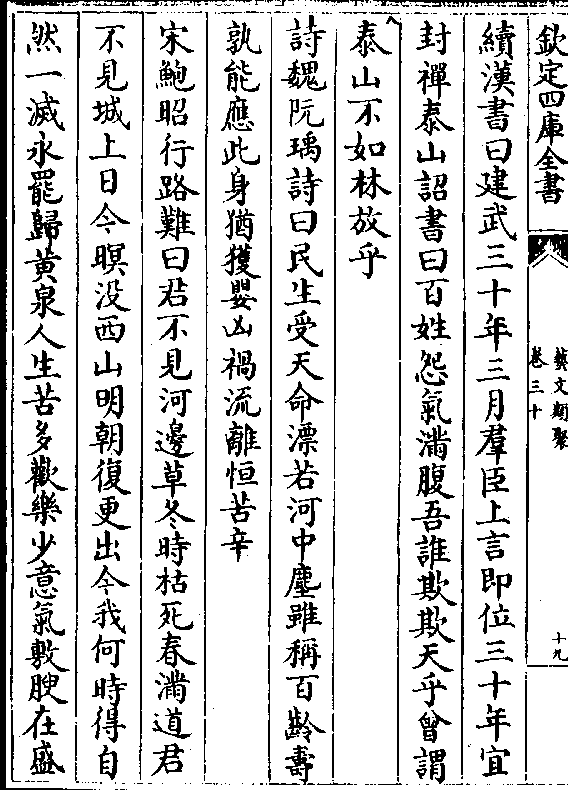 欽定四庫全書
藝文類聚
卷三十
十九
續漢書曰建武三十年三月羣臣上言即位三十年宜
封禪泰山詔書曰百姓怨氣滿腹吾誰欺欺天乎曾謂
泰山不如林放乎
詩魏阮瑀詩曰民生受天命漂若河中塵雖稱百齡壽
孰能應此身猶獲嬰凶禍流離恒苦辛
宋鮑昭行路難曰君不見河邊草冬時枯死春滿道君
不見城上日今暝没西山明朝復更出今我何時得自
然一滅永罷歸黄泉人生苦多歡樂少意氣敷腴在盛